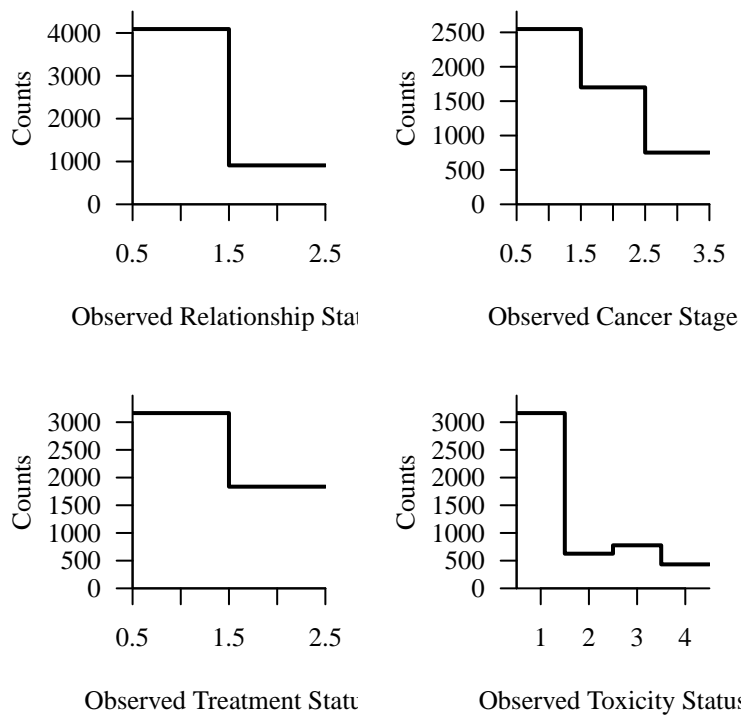 Counts
4000
3000
2000
1000
0
0.5 1.5 2.5
Observed Relationship Stat
Counts
2500
2000
1500
1000
500
0
0.5 1.5 2.5 3.5
Observed Cancer Stage
Counts
3000
2500
2000
1500
1000
500
0
0.5 1.5 2.5
Observed Treatment Statu
Counts
3000
2500
2000
1500
1000
500
0
1 2 3 4
Observed Toxicity Status